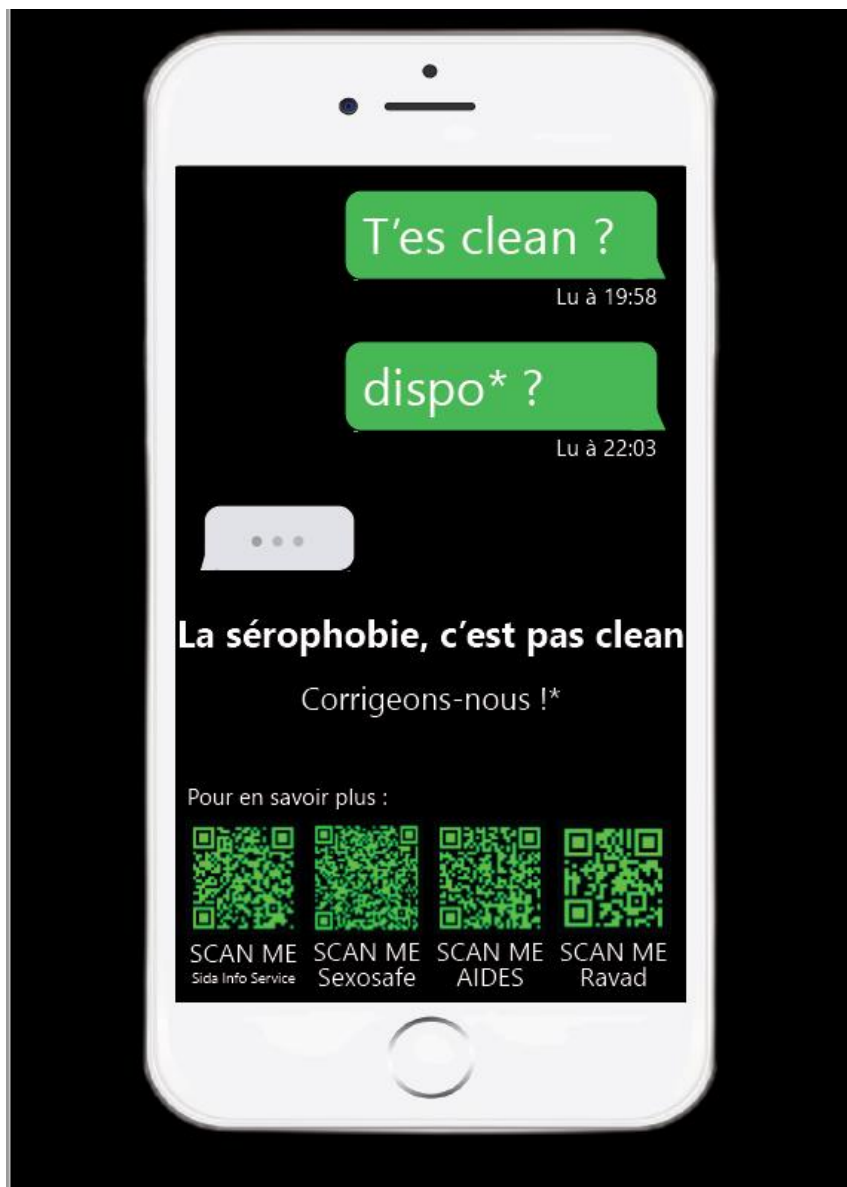 T'es clean ?
Lu à 19:58
dispo* ?
Lu à 22:03
La sérophobie, c'est pas clean
Corrigeons-nous !*
Pour en savoir plus :
SCAN ME SCAN ME SCAN ME SCAN ME
Sida Info Service Sexosafe AIDES Ravad